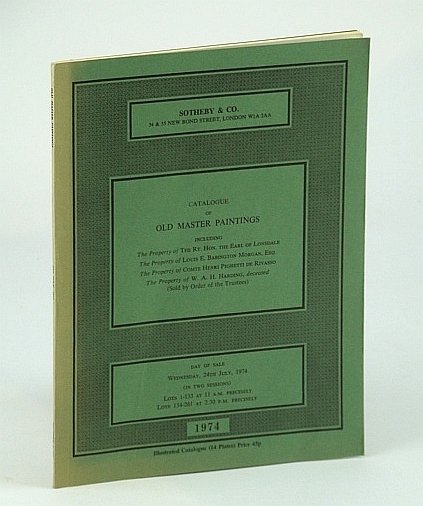 SOTHEBY & CO.
34 & 35 NEW BOND STREET, LONDON W1A 2AA
CATALOGUE
OF
OLD MASTER PAINTINGS
INCLUDING
The Property of THE RT. HON. THE EARL OF LONSDALE
The Property of LOUIS E. BABINGTON MORGAN, ESQ.
The Property of COMTE HENRI PIGHETTI DE RIVASSO
The Property of W. A. H. HARDING, deceased
(Sold by Order of the Trustees)
DAY OF SALE
WEDNESDAY, 24TH JULY, 1974
(IN TWO SESSIONS)
LOTS 1-133 AT 11 A.M. PRECISELY
LOTS 134-261 AT 2.30 P.M. PRECISELY
1974
Illustrated Catalogue (14 Plates) Price 45p